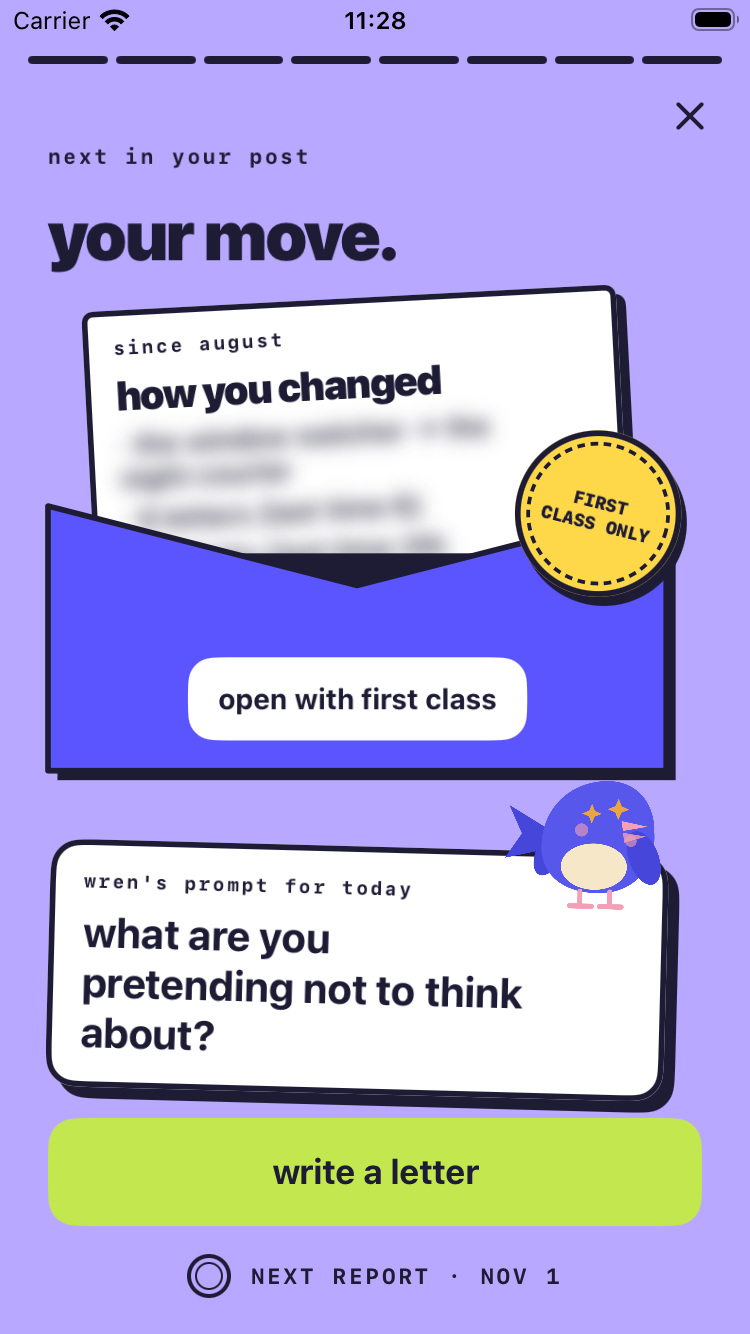 Carrier
11:28
next in your post
your move.
since august
how you changed
FIRST
CLASS ONLY
open with first class
wren's prompt for today
what are you
pretending not to think
about?
write a letter
NEXT REPORT · NOV 1